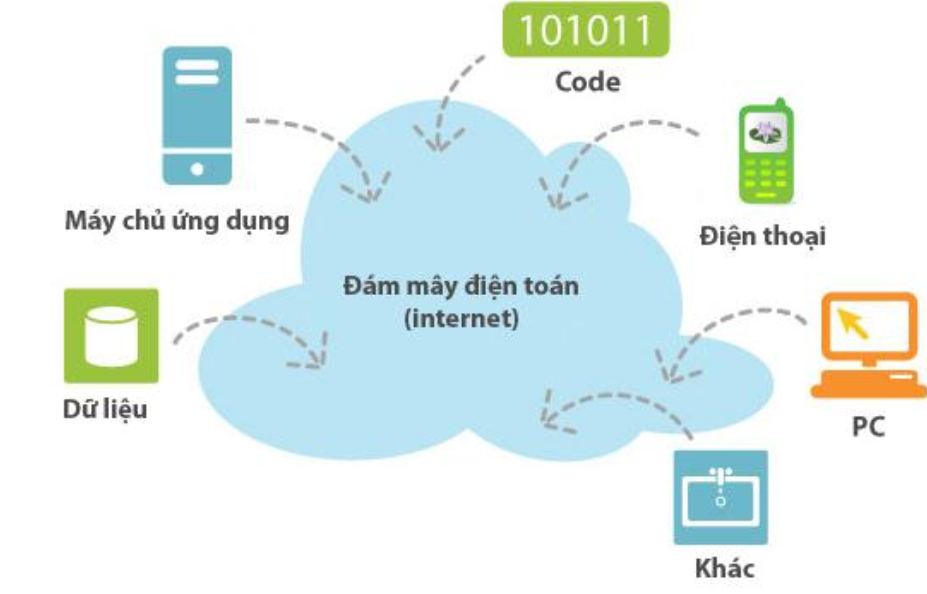 101011
Code
Máy chủ ứng dụng
Điện thoại
Đám mây điện toán
(internet)
Dữ liệu
PC
Khác